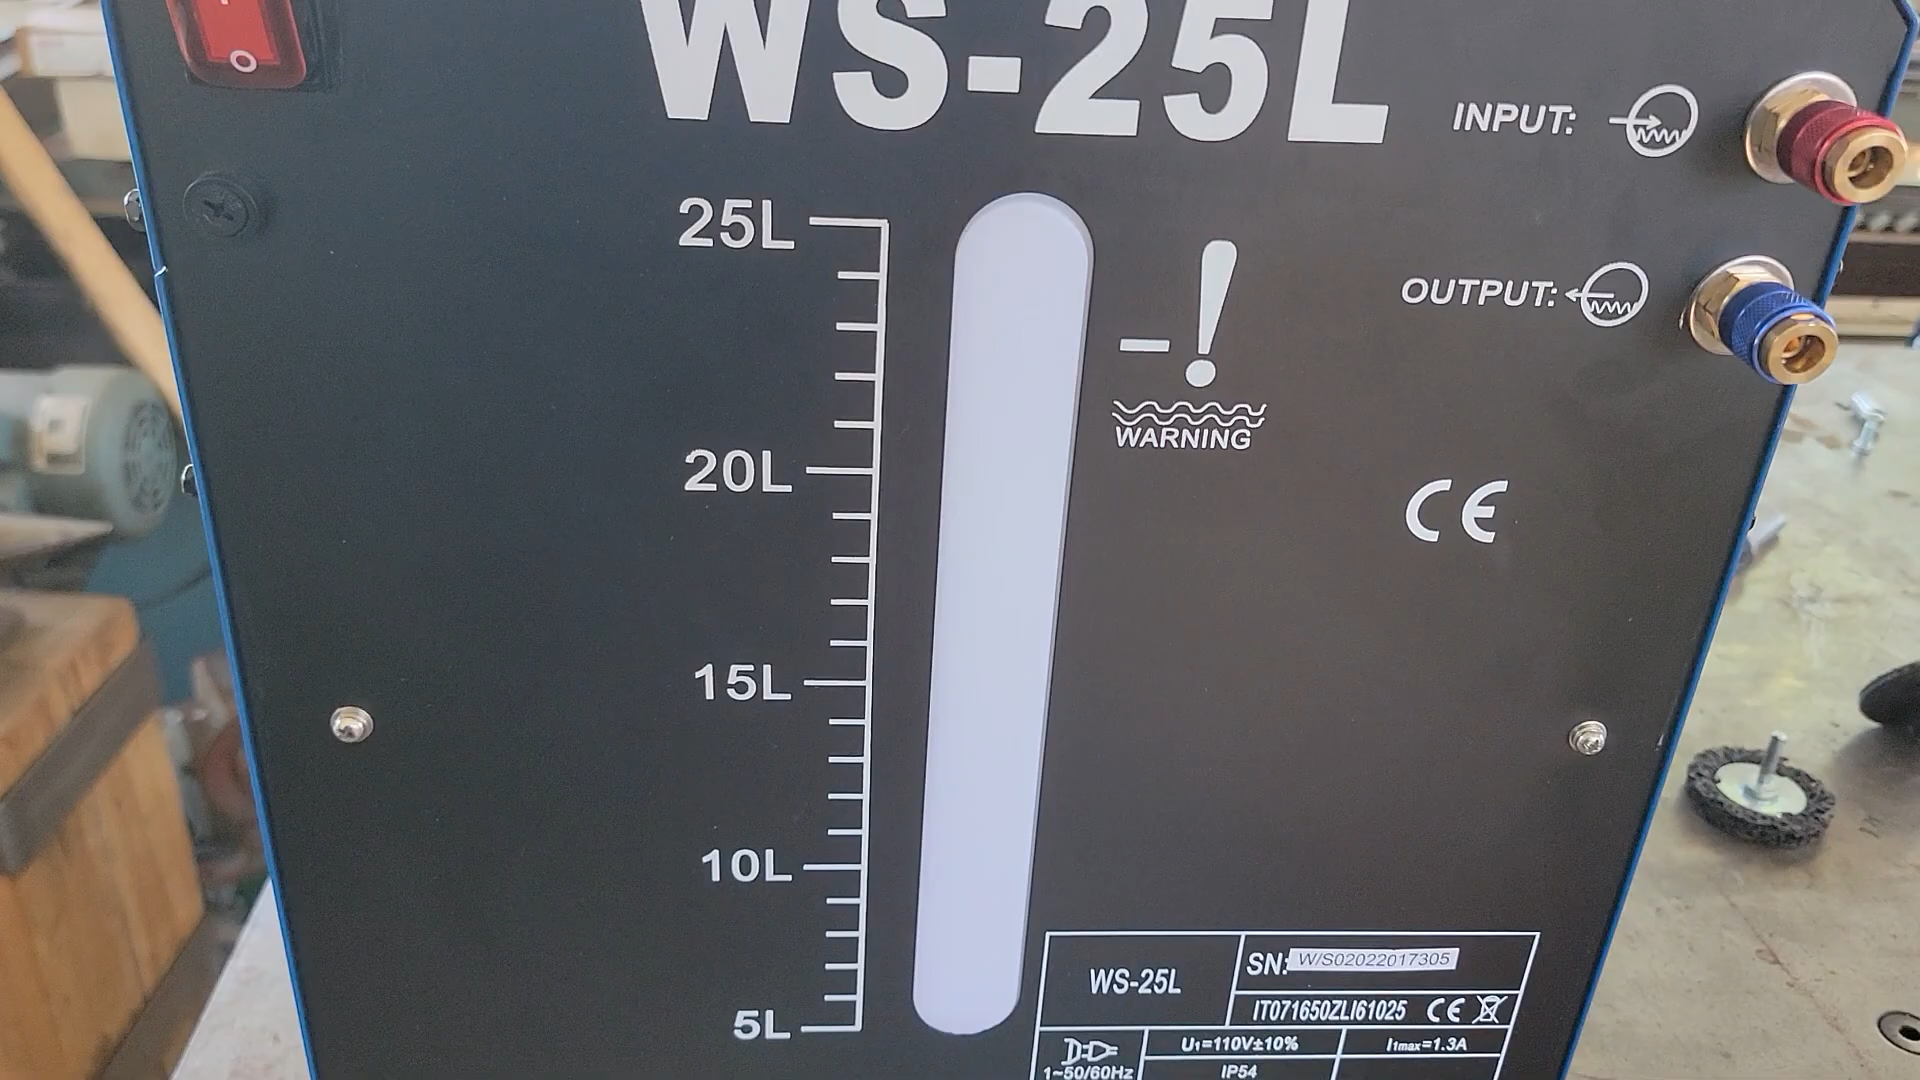 WS-25L
INPUT:
25L
OUTPUT:
WARNING
20L
CE
15L
10L
WS-25L
SN: W/S02022017305
IT071650ZLI61025 CE
5L
U1=110V±10%
I1max=1.3A
1~50/60Hz
IP54